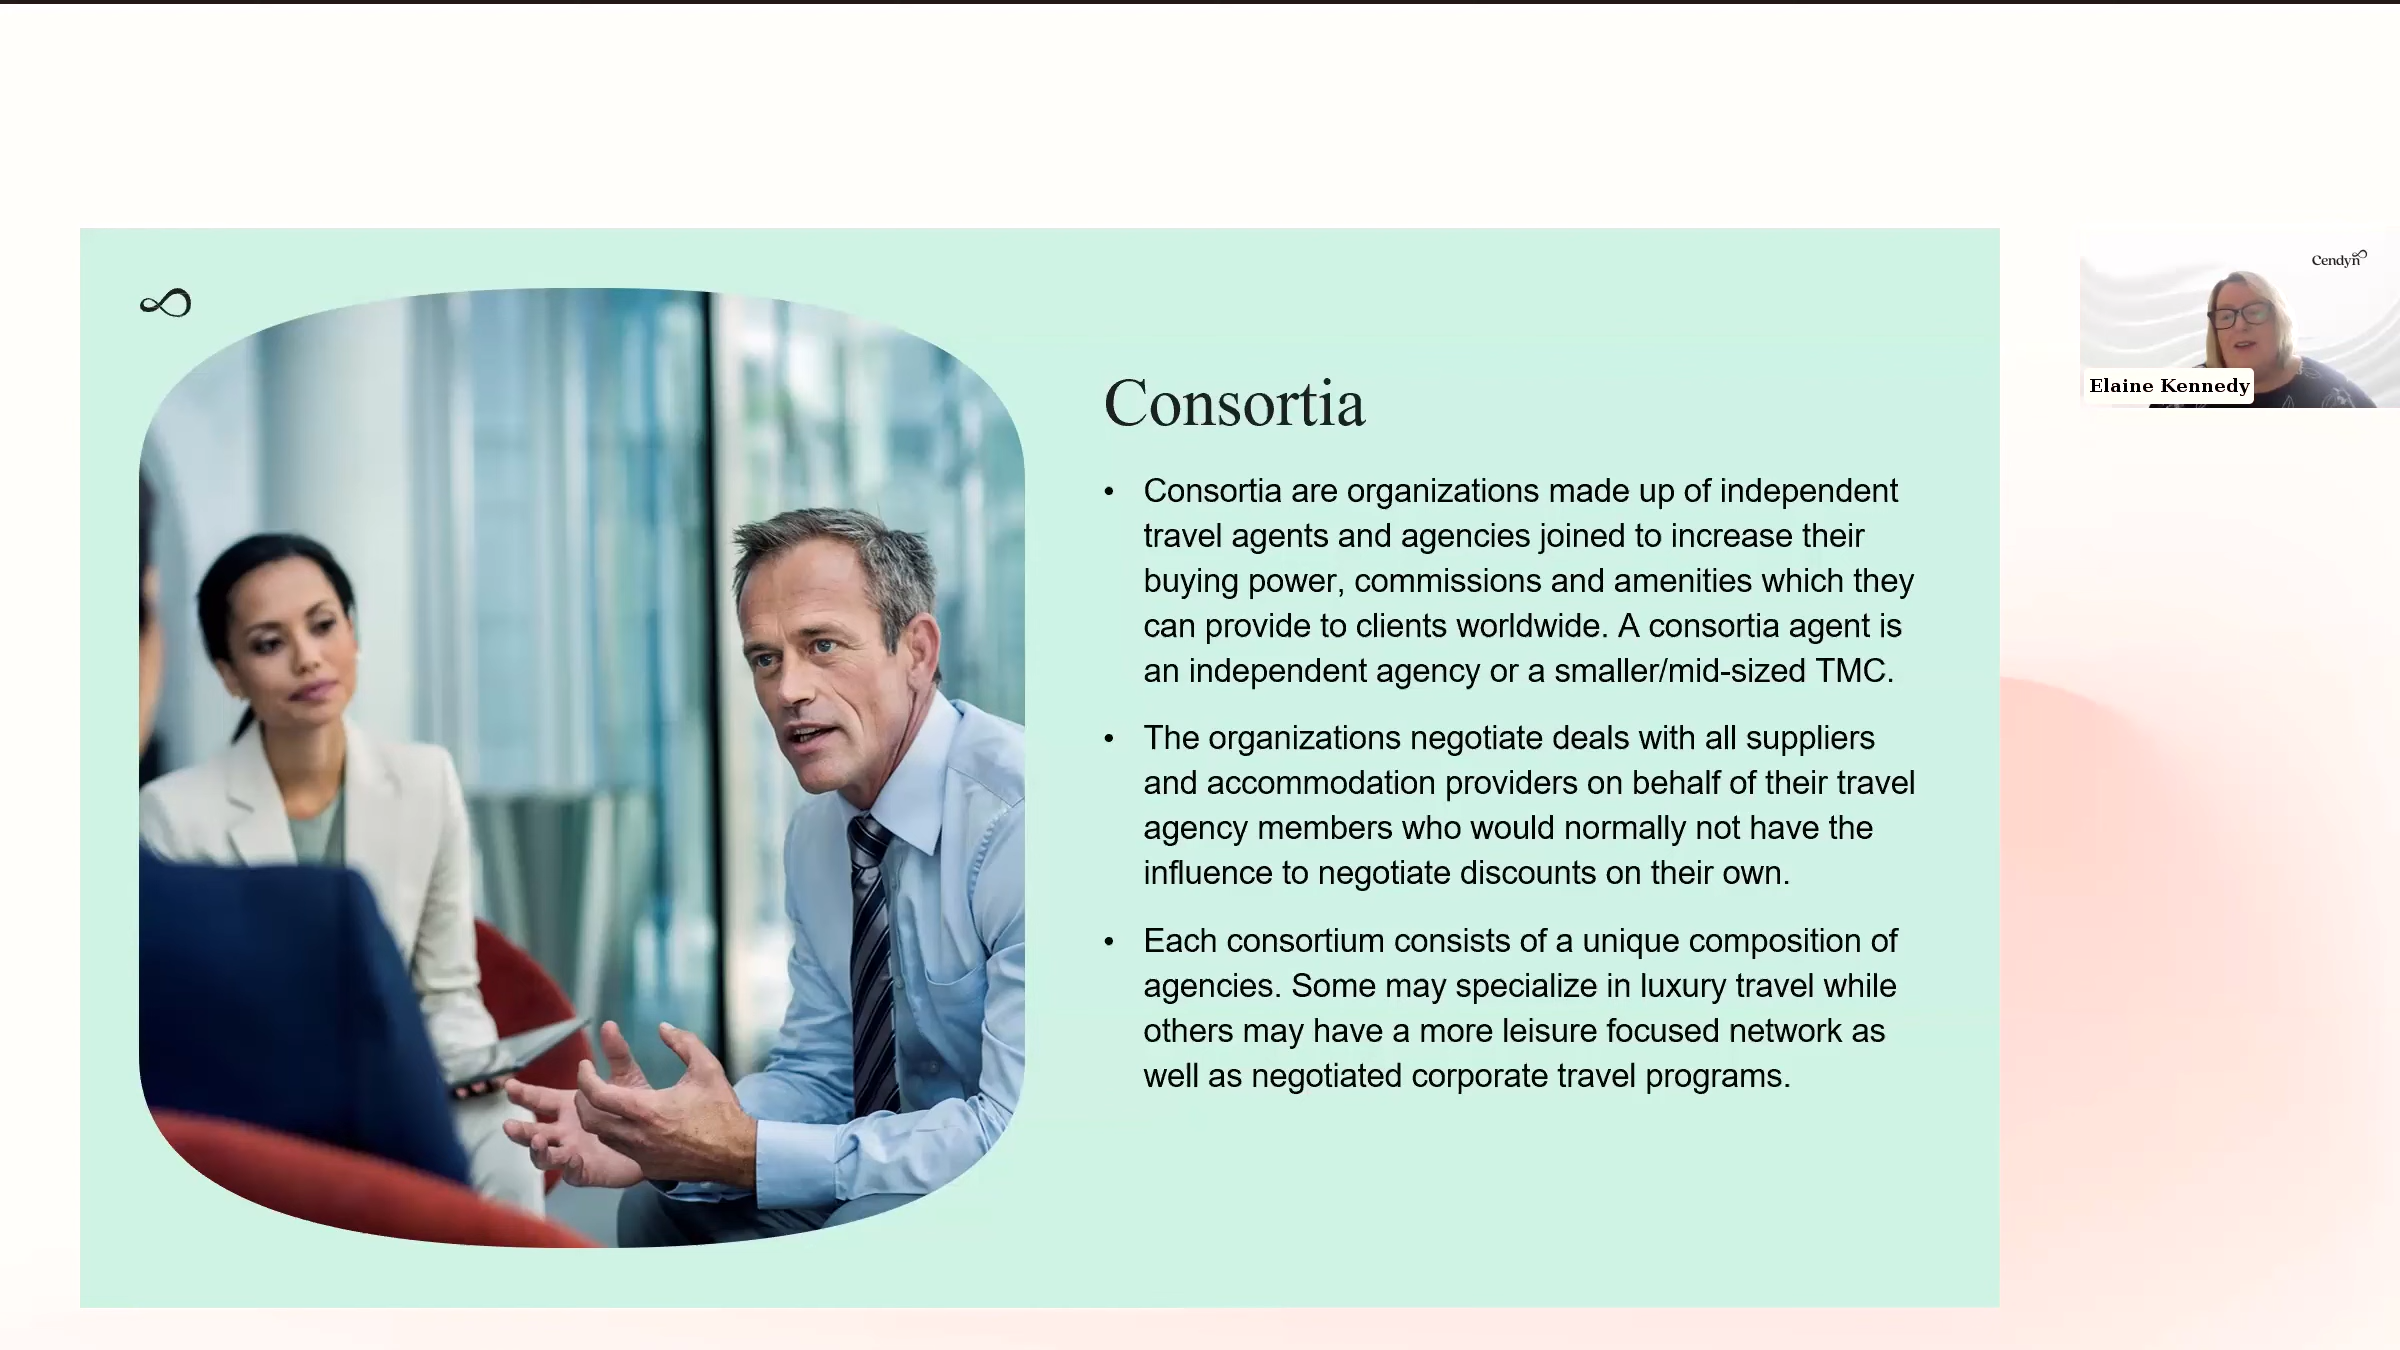 Consortia
• Consortia are organizations made up of independent
travel agents and agencies joined to increase their
buying power, commissions and amenities which they
can provide to clients worldwide. A consortia agent is
an independent agency or a smaller/mid-sized TMC.
• The organizations negotiate deals with all suppliers
and accommodation providers on behalf of their travel
agency members who would normally not have the
influence to negotiate discounts on their own.
• Each consortium consists of a unique composition of
agencies. Some may specialize in luxury travel while
others may have a more leisure focused network as
well as negotiated corporate travel programs.
Cendyn
Elaine Kennedy